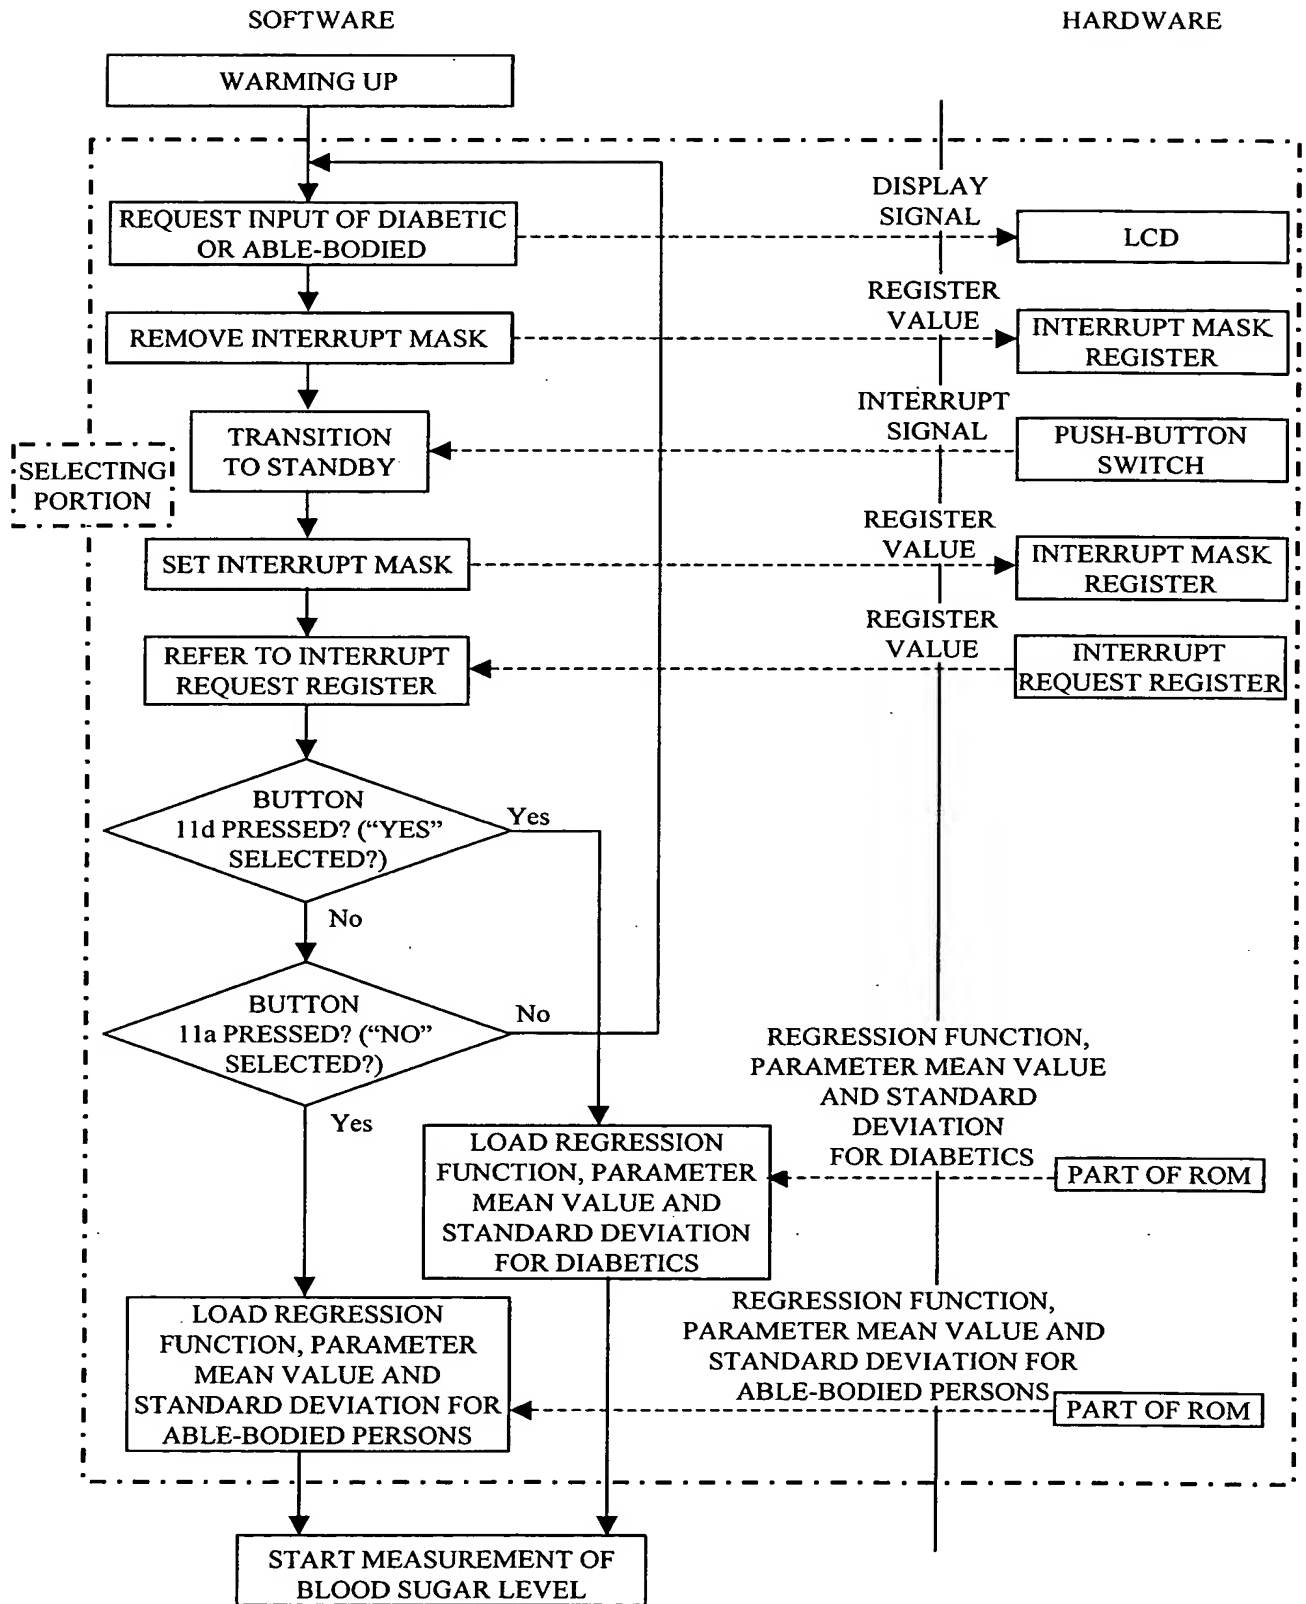 SOFTWARE
HARDWARE
WARMING UP
DISPLAY
SIGNAL
REQUEST INPUT OF DIABETIC
OR ABLE-BODIED
LCD
REGISTER
VALUE
REMOVE INTERRUPT MASK
INTERRUPT MASK
REGISTER
INTERRUPT
SIGNAL
TRANSITION
TO STANDBY
PUSH-BUTTON
SWITCH
SELECTING
PORTION
REGISTER
VALUE
SET INTERRUPT MASK
INTERRUPT MASK
REGISTER
REGISTER
VALUE
REFER TO INTERRUPT
REQUEST REGISTER
INTERRUPT
REQUEST REGISTER
BUTTON
11d PRESSED? (“YES”
SELECTED?)
Yes
No
BUTTON
11a PRESSED? (“NO”
SELECTED?)
No
Yes
REGRESSION FUNCTION,
PARAMETER MEAN VALUE
AND STANDARD
DEVIATION
FOR DIABETICS
LOAD REGRESSION
FUNCTION, PARAMETER
MEAN VALUE AND
STANDARD DEVIATION
FOR DIABETICS
PART OF ROM
REGRESSION FUNCTION,
PARAMETER MEAN VALUE AND
STANDARD DEVIATION FOR
ABLE-BODIED PERSONS
LOAD REGRESSION
FUNCTION, PARAMETER
MEAN VALUE AND
STANDARD DEVIATION FOR
ABLE-BODIED PERSONS
PART OF ROM
START MEASUREMENT OF
BLOOD SUGAR LEVEL